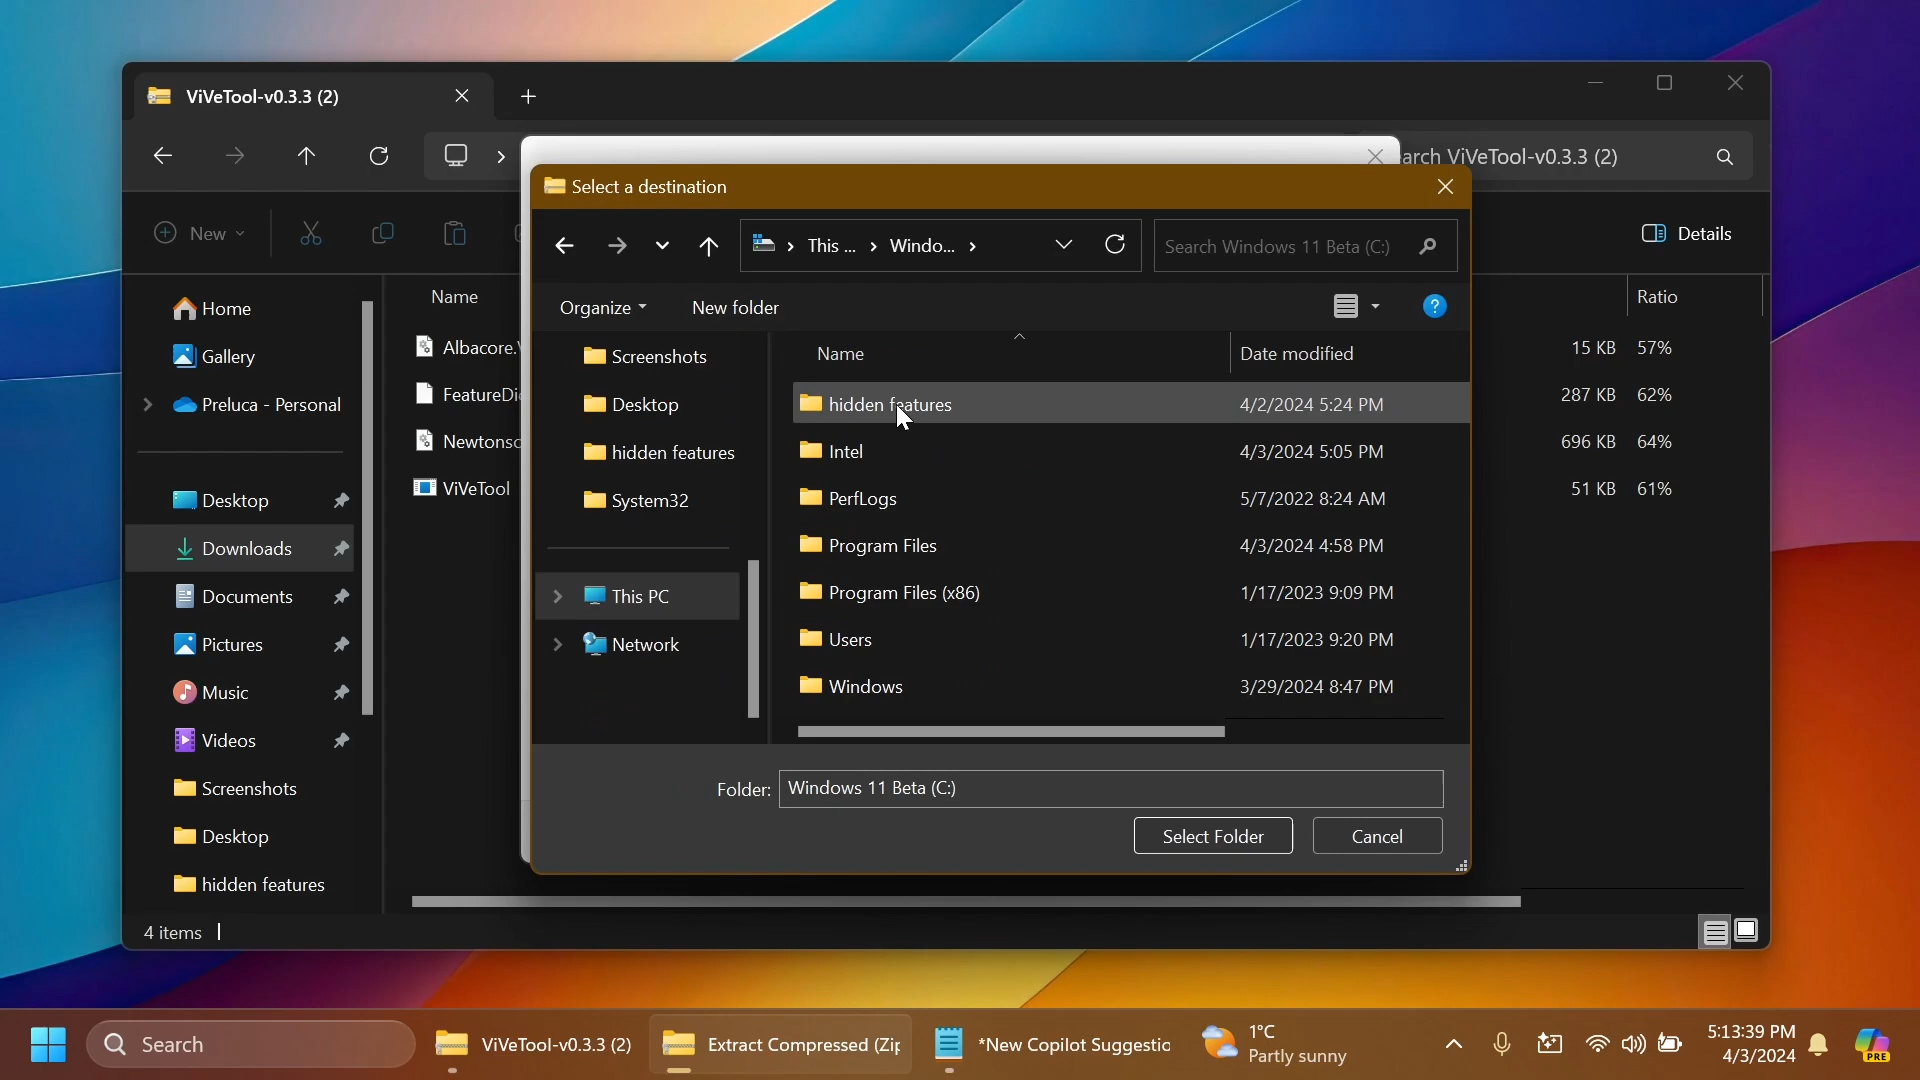 ViVeTool-v0.3.3 (2)
arch ViVeTool-v0.3.3 (2)
Select a destination
New
This ...
Windo...
Search Windows 11 Beta (C:)
Details
Organize
New folder
Name
Ratio
Home
Gallery
Preluca - Personal
Desktop
Downloads
Documents
Pictures
Music
Videos
Screenshots
Desktop
hidden features
Albacore.
FeatureDi
Newtonso
ViVeTool
Screenshots
Desktop
hidden features
System32
This PC
Network
Name Date modified
hidden features 4/2/2024 5:24 PM
Intel 4/3/2024 5:05 PM
PerfLogs 5/7/2022 8:24 AM
Program Files 4/3/2024 4:58 PM
Program Files (x86) 1/17/2023 9:09 PM
Users 1/17/2023 9:20 PM
Windows 3/29/2024 8:47 PM
15 KB 57%
287 KB 62%
696 KB 64%
51 KB 61%
Folder: Windows 11 Beta (C:)
Select Folder Cancel
4 items
Search
ViVeTool-v0.3.3 (2)
Extract Compressed (Zip
*New Copilot Suggestio
1°C
Partly sunny
5:13:39 PM
4/3/2024
PRE